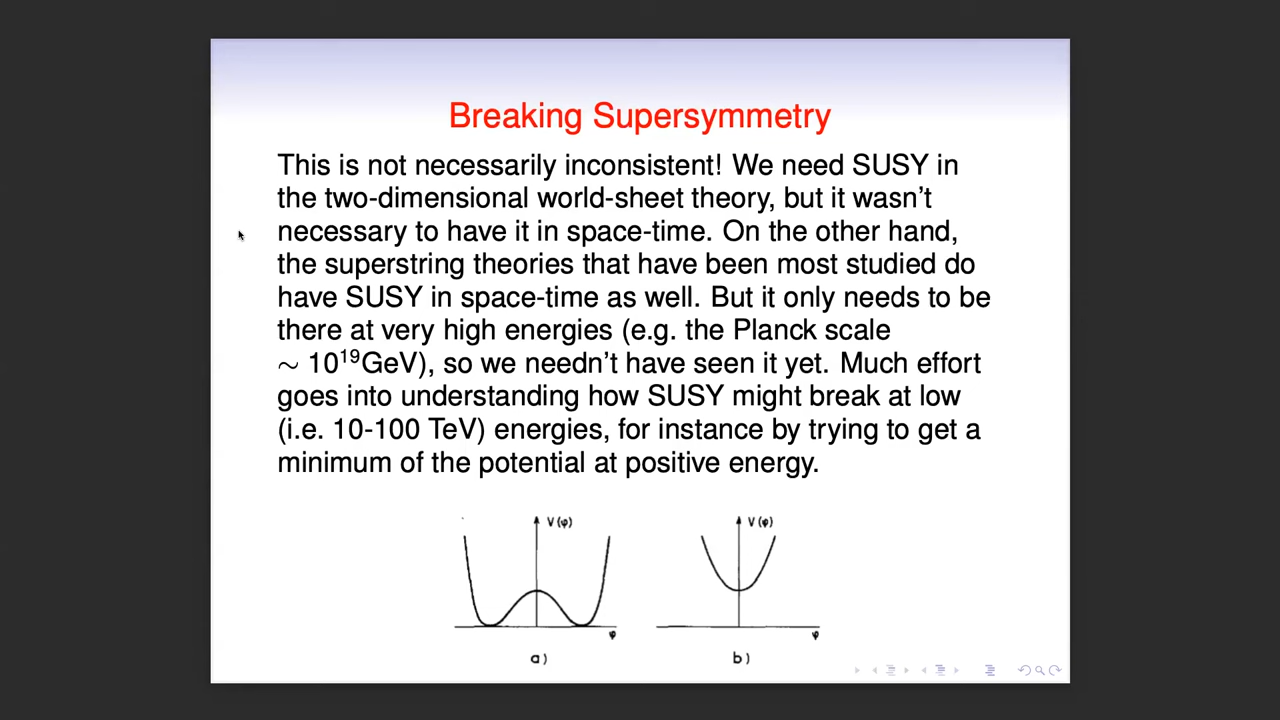 Breaking Supersymmetry
This is not necessarily inconsistent! We need SUSY in
the two-dimensional world-sheet theory, but it wasn't
necessary to have it in space-time. On the other hand,
the superstring theories that have been most studied do
have SUSY in space-time as well. But it only needs to be
there at very high energies (e.g. the Planck scale
∼ 10¹⁹GeV), so we needn't have seen it yet. Much effort
goes into understanding how SUSY might break at low
(i.e. 10-100 TeV) energies, for instance by trying to get a
minimum of the potential at positive energy.
V(φ) V(φ)
φ φ
a) b)